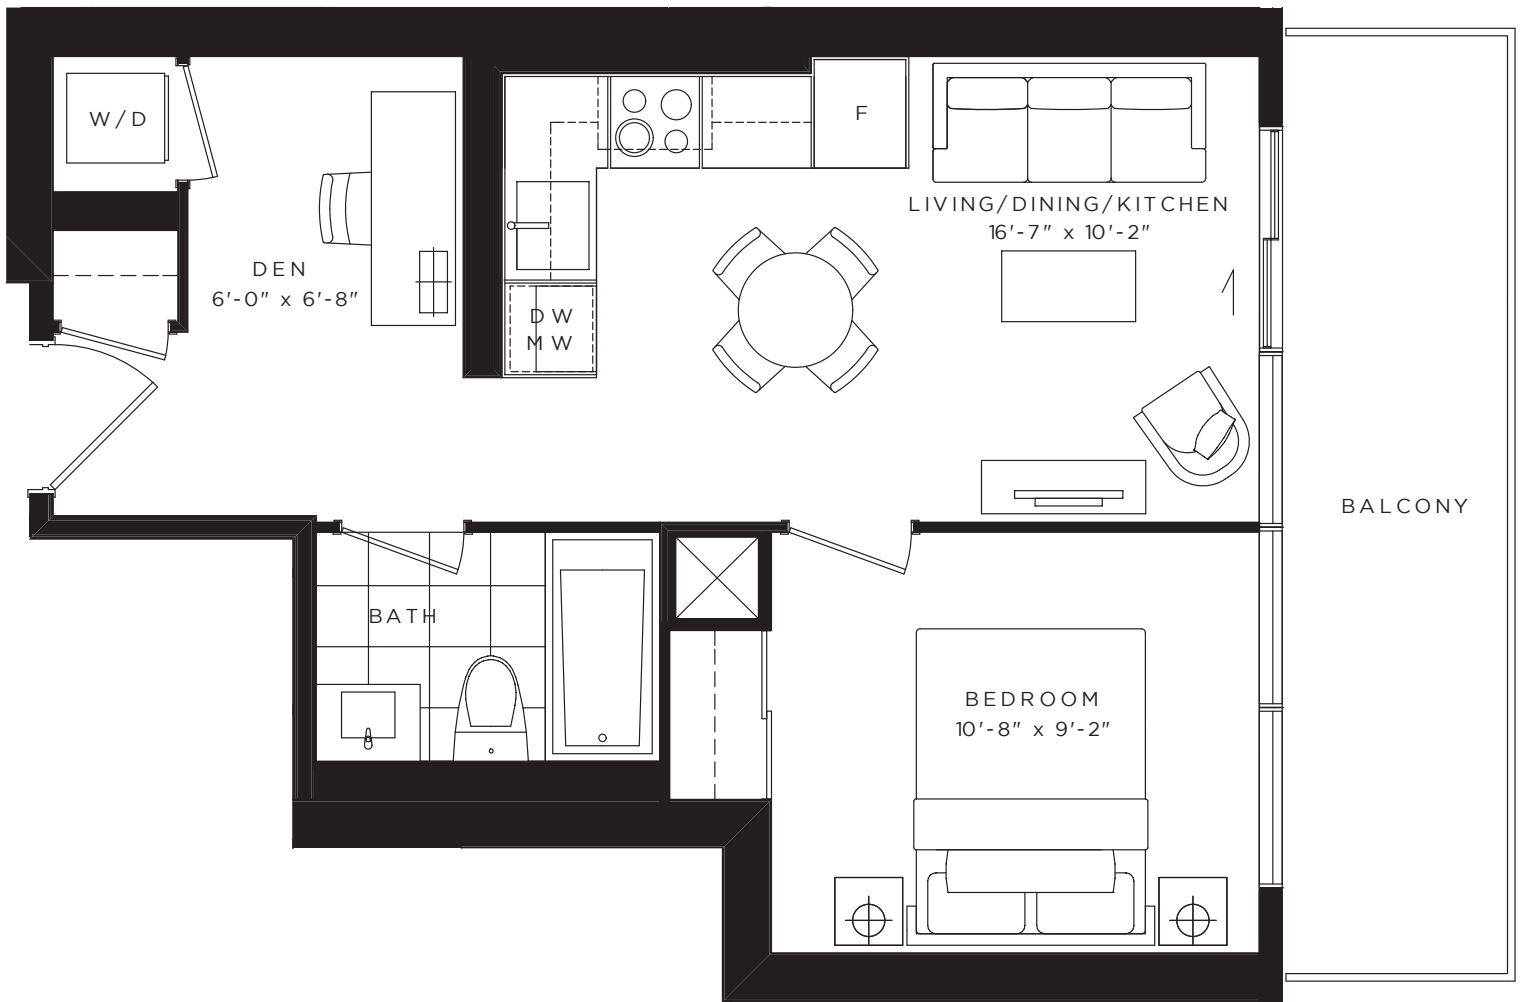 W/D
F
LIVING/DINING/KITCHEN
16'-7" x 10'-2"
DEN
6'-0" x 6'-8"
DW
MW
BALCONY
BATH
BEDROOM
10'-8" x 9'-2"